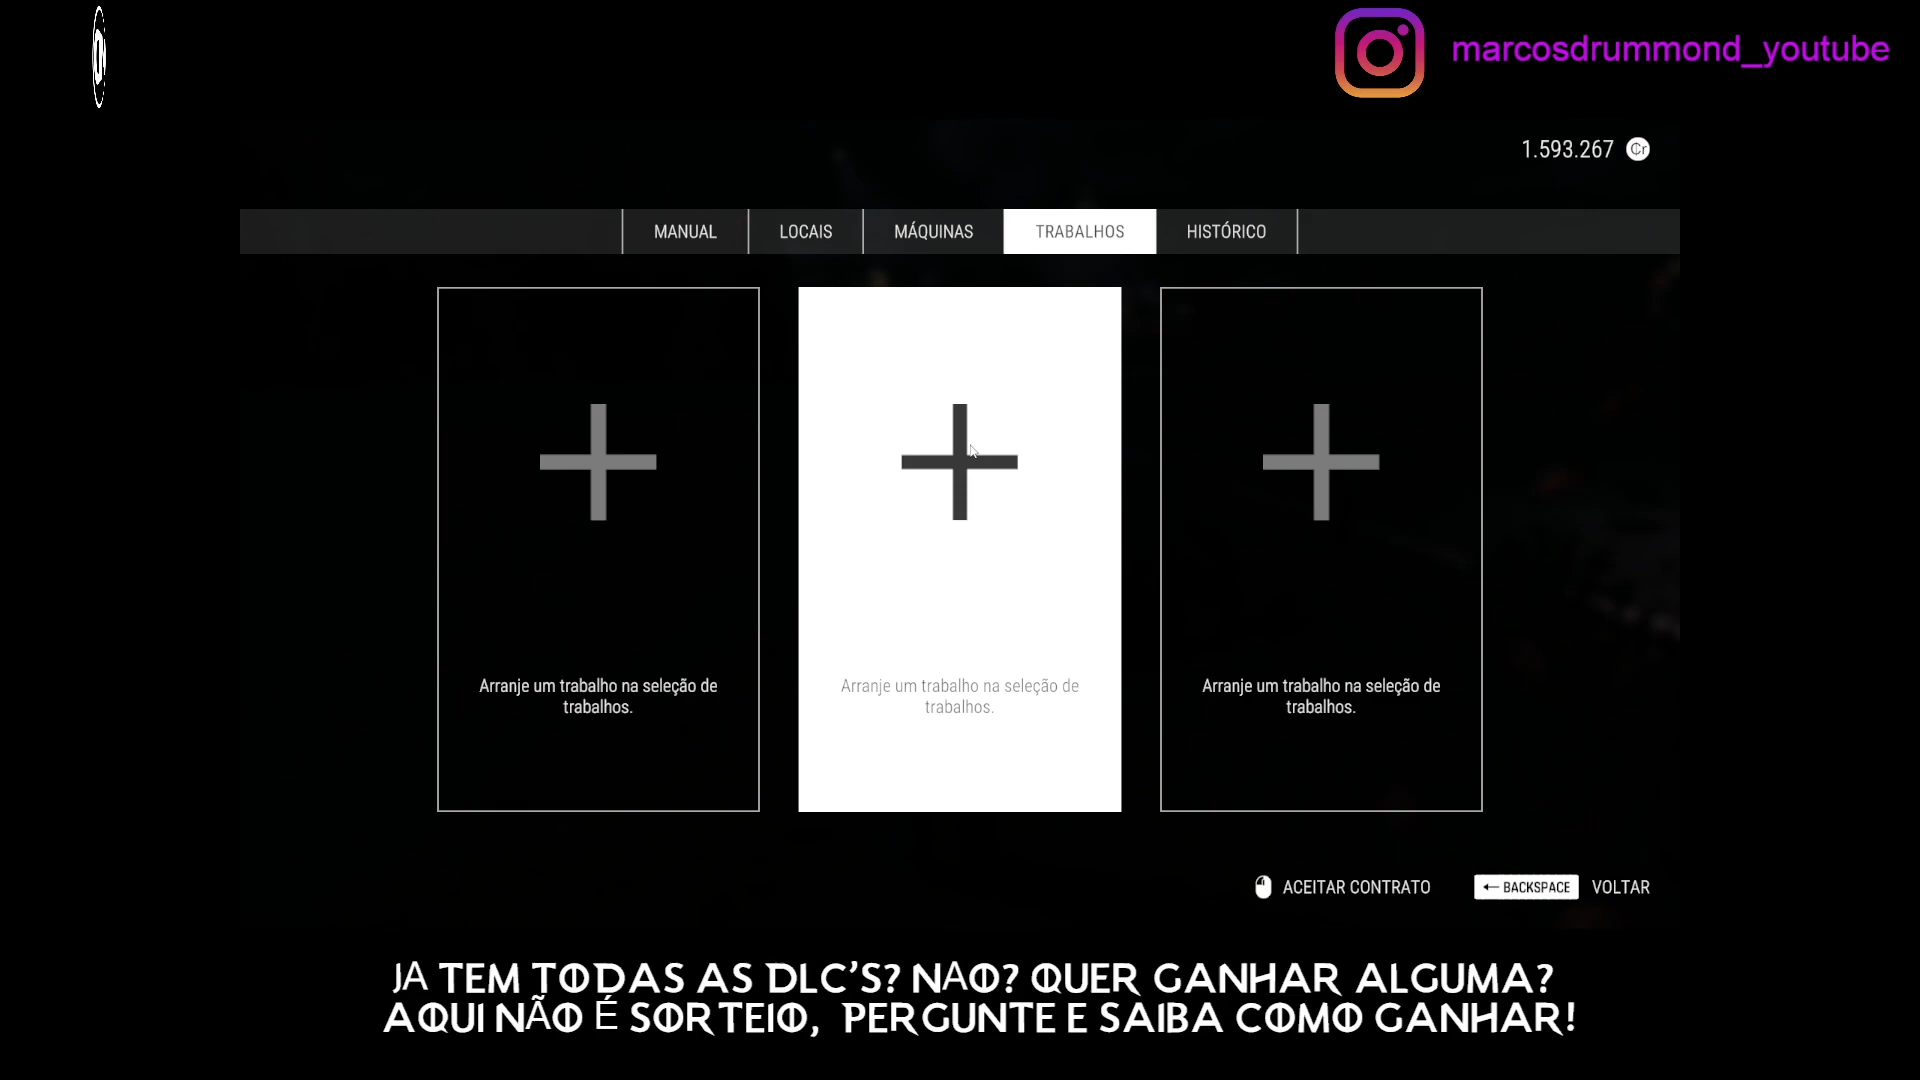 marcosdrummond_youtube
1.593.267 Cr
MANUAL LOCAIS MÁQUINAS TRABALHOS HISTÓRICO
Arranje um trabalho na seleção de
trabalhos.
Arranje um trabalho na seleção de
trabalhos.
Arranje um trabalho na seleção de
trabalhos.
ACEITAR CONTRATO
← BACKSPACE VOLTAR
JA TEM TODAS AS DLC'S? NAO? QUER GANHAR ALGUMA?
AQUI NÃO É SORTEIO, PERGUNTE E SAIBA COMO GANHAR!